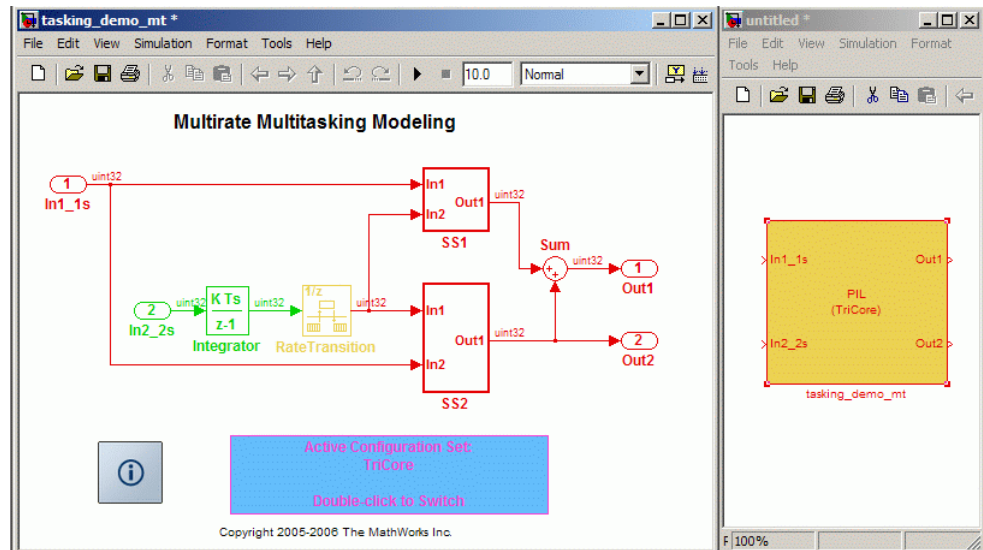 tasking_demo_mt *
File Edit View Simulation Format Tools Help
10.0 Normal
Multirate Multitasking Modeling
1
uint32
In1_1s
In1
In2
Out1
uint32
SS1
Sum
uint32
1
Out1
2
uint32
In2_2s
K Ts
z-1
Integrator
uint32
1/z
RateTransition
uint32
In1
In2
Out1
uint32
SS2
2
Out2
Active Configuration Set:
TriCore
Double-click to Switch
Copyright 2005-2006 The MathWorks Inc.
untitled *
File Edit View Simulation Format
Tools Help
In1_1s
Out1
PIL
(TriCore)
In2_2s
Out2
tasking_demo_mt
F 100%